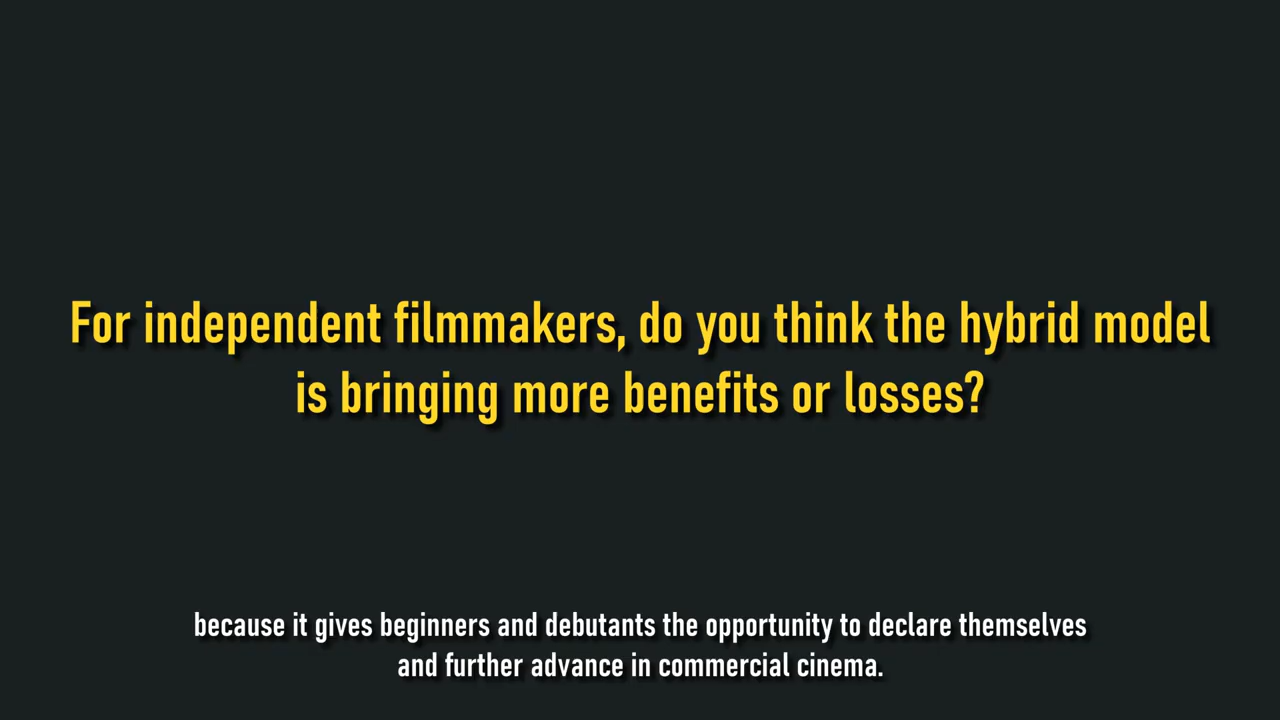 For independent filmmakers, do you think the hybrid model
is bringing more benefits or losses?
because it gives beginners and debutants the opportunity to declare themselves
and further advance in commercial cinema.